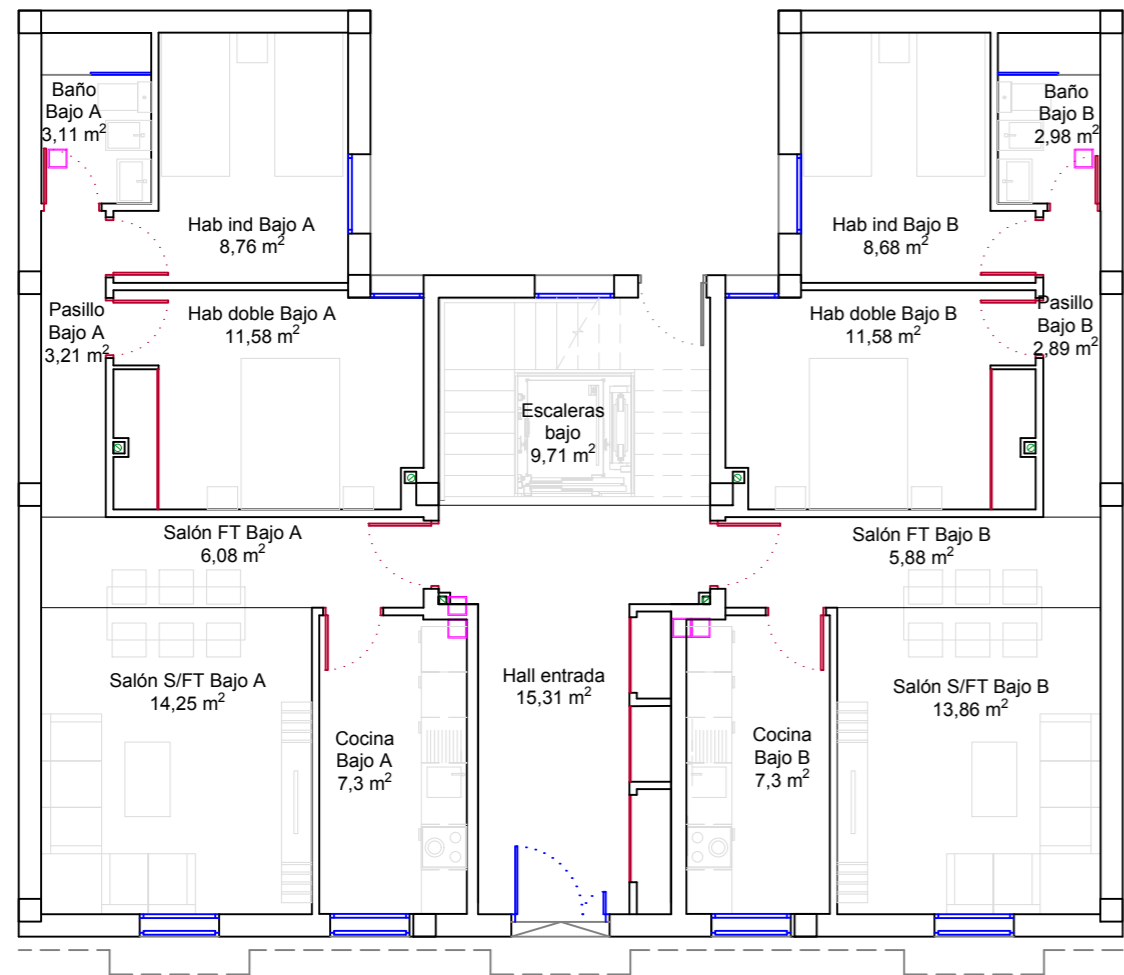 Baño
Bajo A
3,11 m²
Baño
Bajo B
2,98 m²
Hab ind Bajo A
8,76 m²
Hab ind Bajo B
8,68 m²
Pasillo
Bajo A
3,21 m²
Hab doble Bajo A
11,58 m²
Hab doble Bajo B
11,58 m²
Pasillo
Bajo B
2,89 m²
Escaleras
bajo
9,71 m²
Salón FT Bajo A
6,08 m²
Salón FT Bajo B
5,88 m²
Salón S/FT Bajo A
14,25 m²
Hall entrada
15,31 m²
Salón S/FT Bajo B
13,86 m²
Cocina
Bajo A
7,3 m²
Cocina
Bajo B
7,3 m²